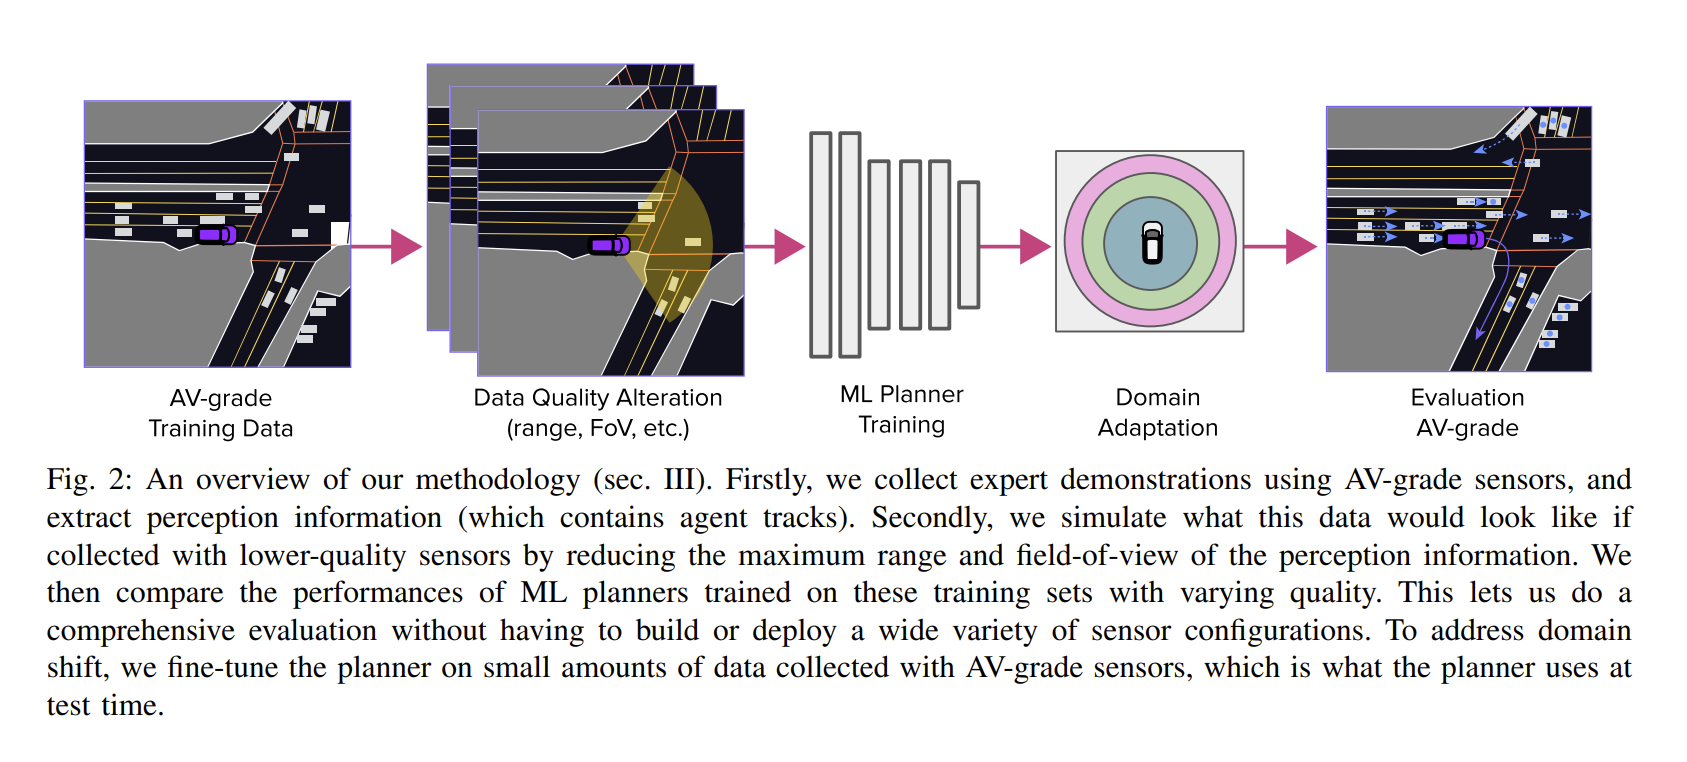 AV-grade
Training Data
Data Quality Alteration
(range, FoV, etc.)
ML Planner
Training
Domain
Adaptation
Evaluation
AV-grade
Fig. 2: An overview of our methodology (sec. III). Firstly, we collect expert demonstrations using AV-grade sensors, and
extract perception information (which contains agent tracks). Secondly, we simulate what this data would look like if
collected with lower-quality sensors by reducing the maximum range and field-of-view of the perception information. We
then compare the performances of ML planners trained on these training sets with varying quality. This lets us do a
comprehensive evaluation without having to build or deploy a wide variety of sensor configurations. To address domain
shift, we fine-tune the planner on small amounts of data collected with AV-grade sensors, which is what the planner uses at
test time.